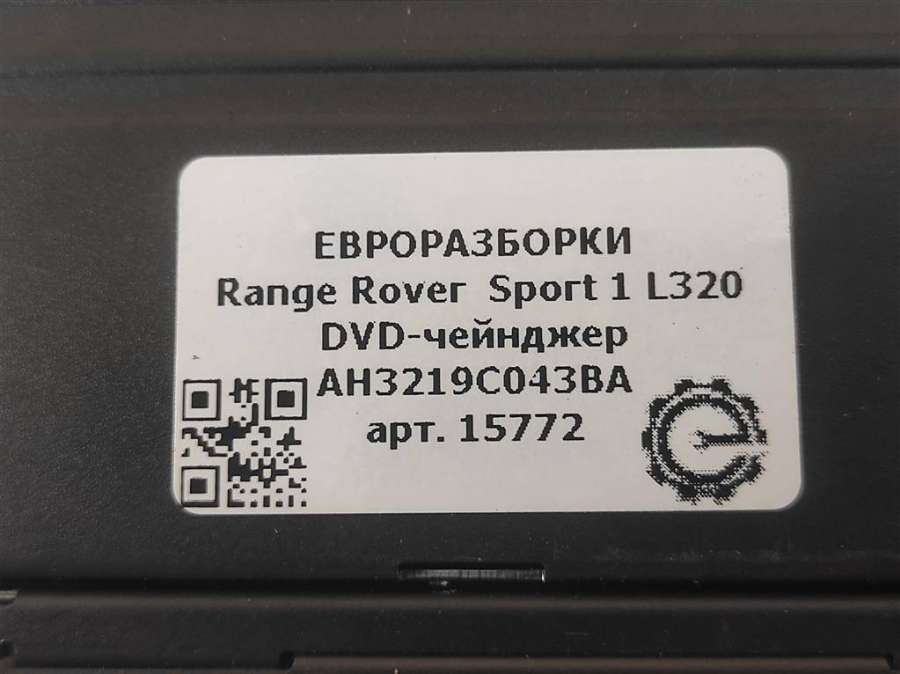 ЕВРОРАЗБОРКИ
Range Rover Sport 1 L320
DVD-чейнджер
AH3219C043BA
арт. 15772